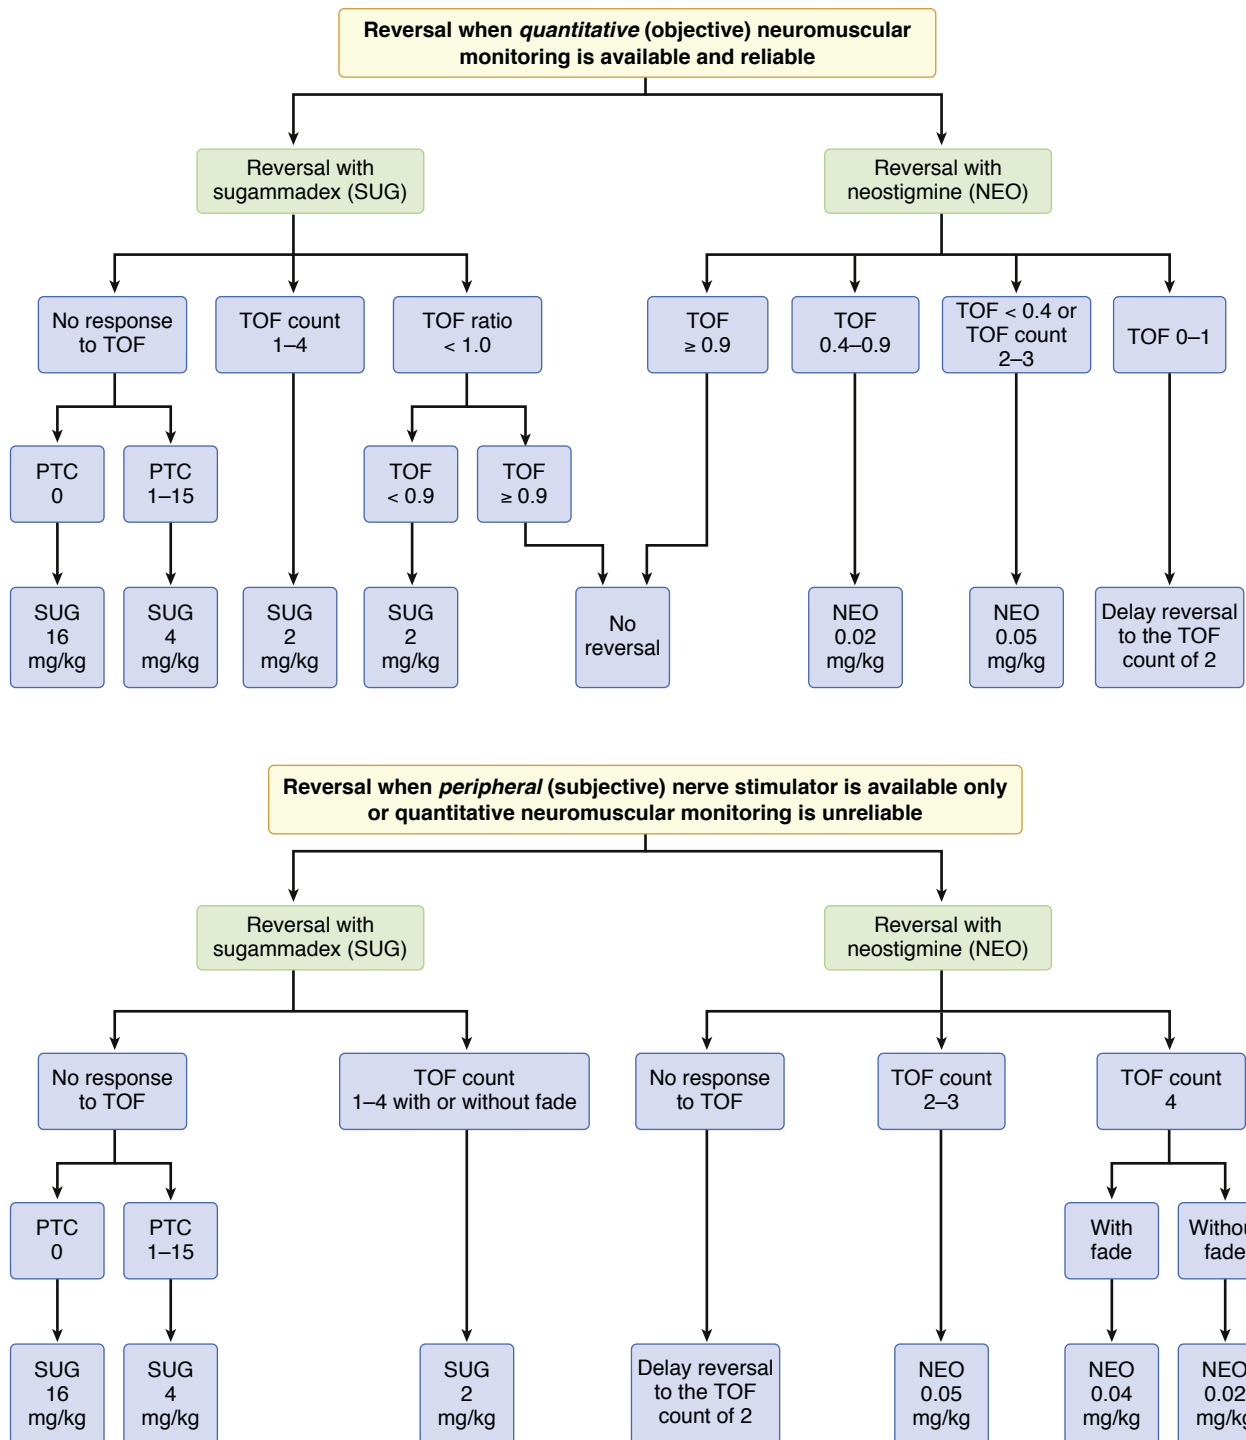 Reversal when quantitative (objective) neuromuscular
monitoring is available and reliable
Reversal with
sugammadex (SUG)
Reversal with
neostigmine (NEO)
No response
to TOF
TOF count
1–4
TOF ratio
< 1.0
TOF
≥ 0.9
TOF
0.4–0.9
TOF < 0.4 or
TOF count
2–3
TOF 0–1
PTC
0
PTC
1–15
TOF
< 0.9
TOF
≥ 0.9
SUG
16
mg/kg
SUG
4
mg/kg
SUG
2
mg/kg
SUG
2
mg/kg
No
reversal
NEO
0.02
mg/kg
NEO
0.05
mg/kg
Delay reversal
to the TOF
count of 2
Reversal when peripheral (subjective) nerve stimulator is available only
or quantitative neuromuscular monitoring is unreliable
Reversal with
sugammadex (SUG)
Reversal with
neostigmine (NEO)
No response
to TOF
TOF count
1–4 with or without fade
No response
to TOF
TOF count
2–3
TOF count
4
PTC
0
PTC
1–15
With
fade
Withou
fade
SUG
16
mg/kg
SUG
4
mg/kg
SUG
2
mg/kg
Delay reversal
to the TOF
count of 2
NEO
0.05
mg/kg
NEO
0.04
mg/kg
NEO
0.02
mg/kg